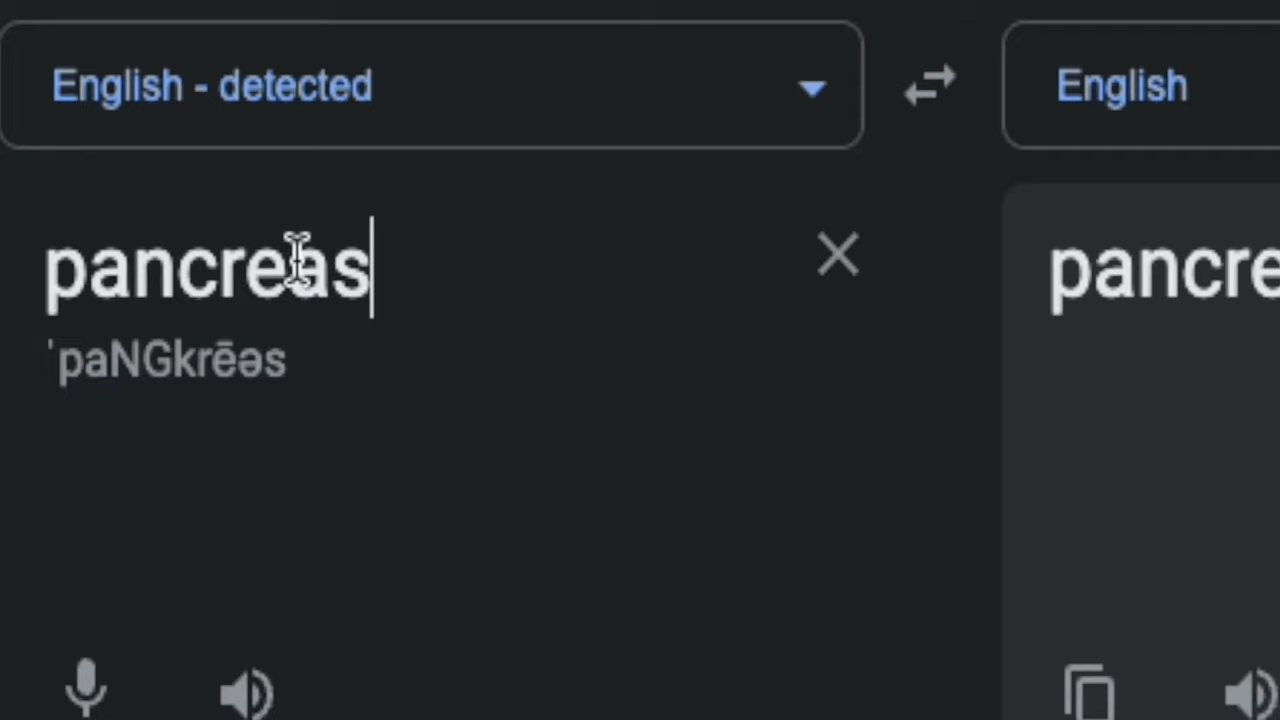 English - detected
English
pancreas
pancre
ˈpaNGkrēəs